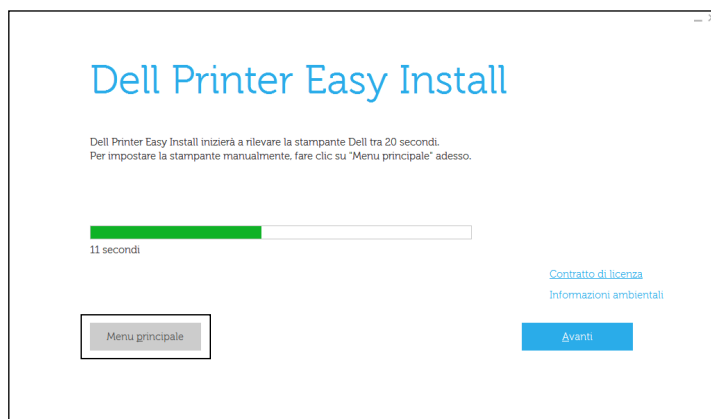 Dell Printer Easy Install
Dell Printer Easy Install inizierà a rilevare la stampante Dell tra 20 secondi.
Per impostare la stampante manualmente, fare clic su "Menu principale" adesso.
11 secondi
Contratto di licenza
Informazioni ambientali
Menu principale
Avanti